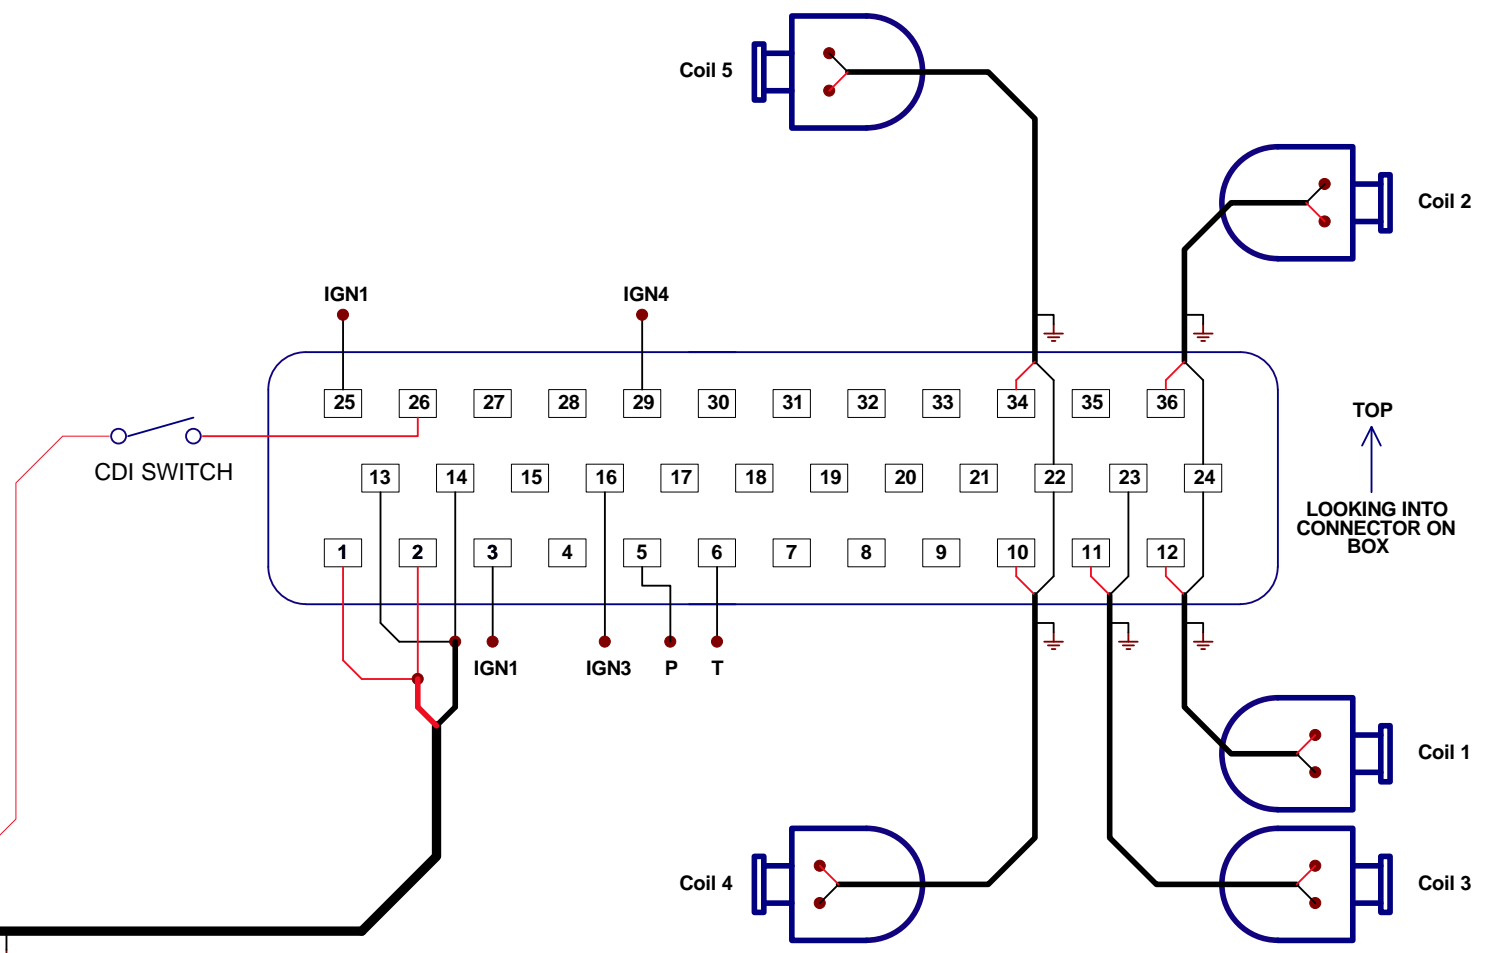 Coil 5
Coil 2
IGN1
IGN4
25 26 27 28 29 30 31 32 33 34 35 36
TOP
CDI SWITCH
13 14 15 16 17 18 19 20 21 22 23 24
LOOKING INTO
CONNECTOR ON
BOX
1 2 3 4 5 6 7 8 9 10 11 12
IGN1
IGN3
P
T
Coil 1
Coil 4
Coil 3